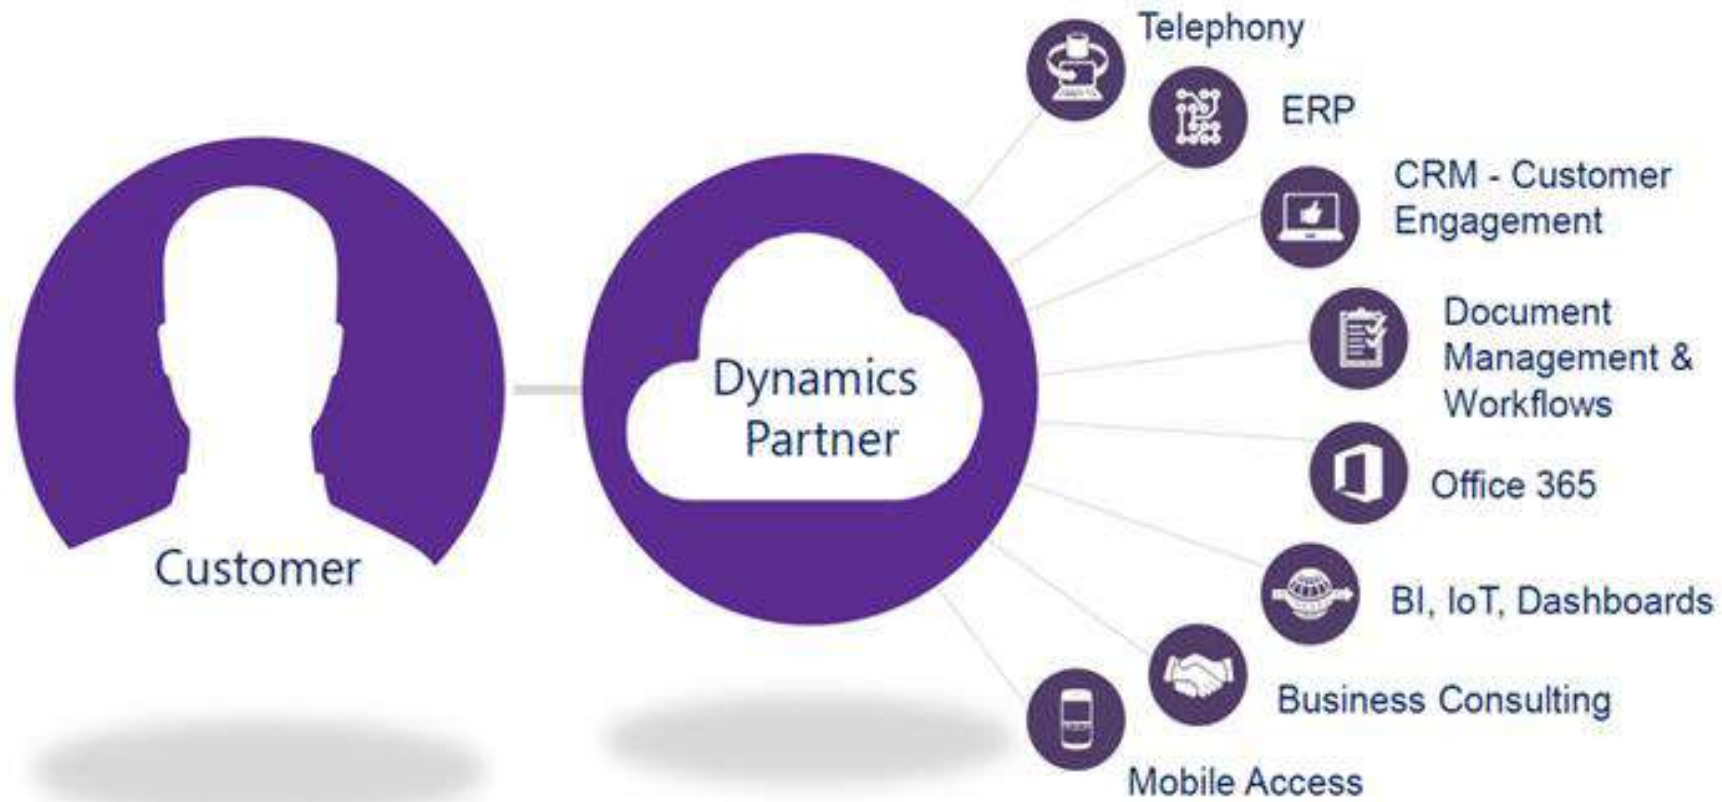 Telephony
ERP
CRM - Customer
Engagement
Document
Management &
Workflows
Dynamics
Partner
Office 365
Customer
BI, IoT, Dashboards
Business Consulting
Mobile Access